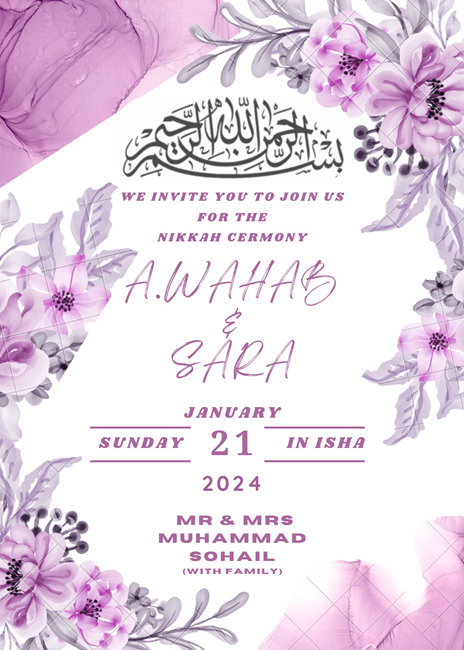 بسم الله الرحمن الرحيم
WE INVITE YOU TO JOIN US
FOR THE
NIKKAH CERMONY
A.WAHAB
&
SARA
JANUARY
SUNDAY 21 IN ISHA
2024
MR & MRS
MUHAMMAD
SOHAIL
(WITH FAMILY)